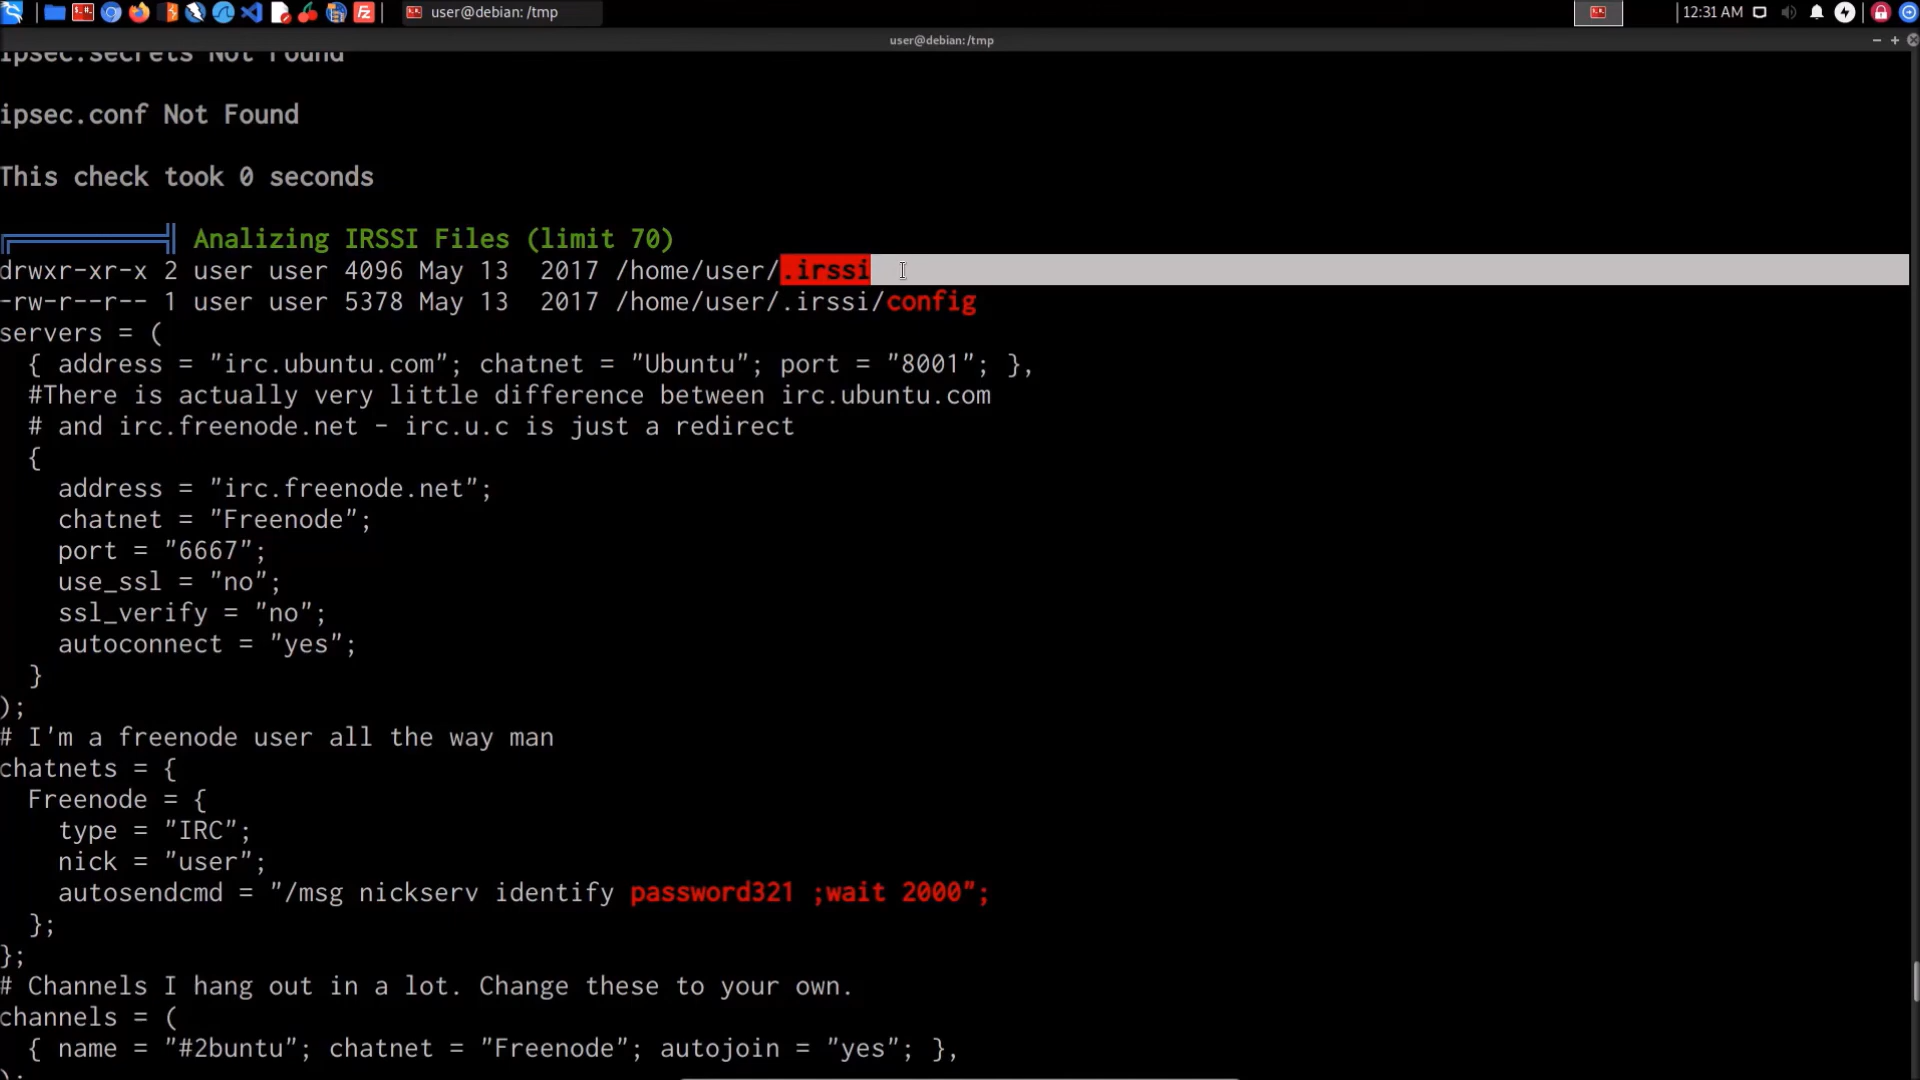 user@debian: /tmp
12:31 AM
user@debian: /tmp
ipsec.secrets Not Found
ipsec.conf Not Found
This check took 0 seconds
Analizing IRSSI Files (limit 70)
drwxr-xr-x 2 user user 4096 May 13  2017 /home/user/.irssi
-rw-r--r-- 1 user user 5378 May 13  2017 /home/user/.irssi/config
servers = (
  { address = "irc.ubuntu.com"; chatnet = "Ubuntu"; port = "8001"; },
  #There is actually very little difference between irc.ubuntu.com
  # and irc.freenode.net - irc.u.c is just a redirect
  {
    address = "irc.freenode.net";
    chatnet = "Freenode";
    port = "6667";
    use_ssl = "no";
    ssl_verify = "no";
    autoconnect = "yes";
  }
);
# I'm a freenode user all the way man
chatnets = {
  Freenode = {
    type = "IRC";
    nick = "user";
    autosendcmd = "/msg nickserv identify password321 ;wait 2000";
  };
};
# Channels I hang out in a lot. Change these to your own.
channels = (
  { name = "#2buntu"; chatnet = "Freenode"; autojoin = "yes"; },
);